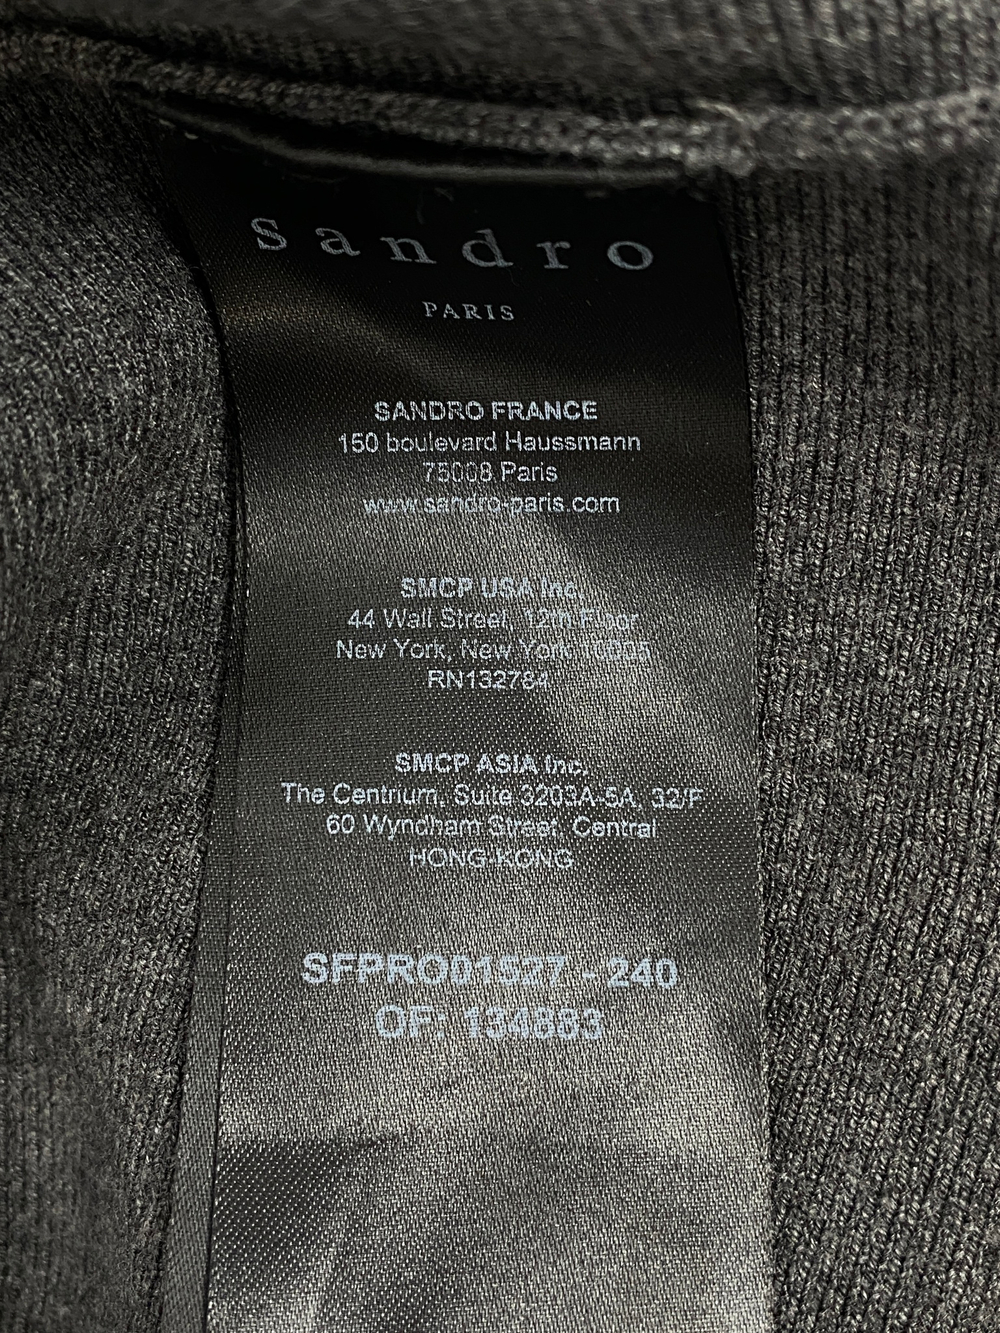 sandro
PARIS
SANDRO FRANCE
150 boulevard Haussmann
75008 Paris
www.sandro-paris.com
SMCP USA Inc.
44 Wall Street, 12th Floor
New York, New York 10005
RN132784
SMCP ASIA Inc.
The Centrium, Suite 3203A-5A, 32/F
60 Wyndham Street, Central
HONG-KONG
SFPRO01527 - 240
OF: 134883